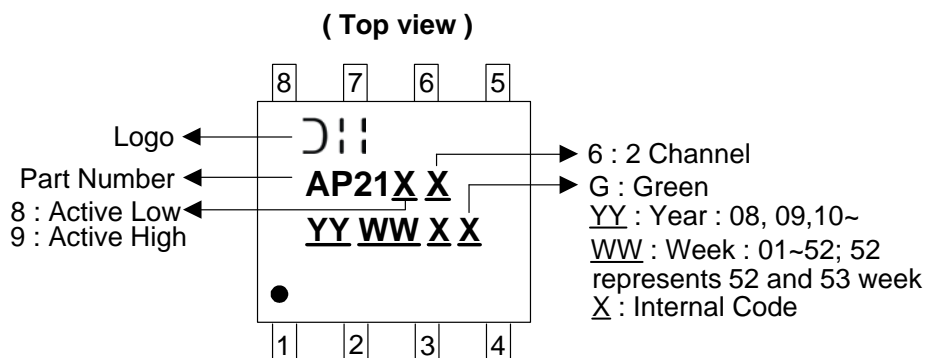 ( Top view )
8 7 6 5
Logo
Part Number
8 : Active Low
9 : Active High
AP21X X
YY WW X X
6 : 2 Channel
G : Green
YY : Year : 08, 09,10~
WW : Week : 01~52; 52
represents 52 and 53 week
X : Internal Code
1 2 3 4